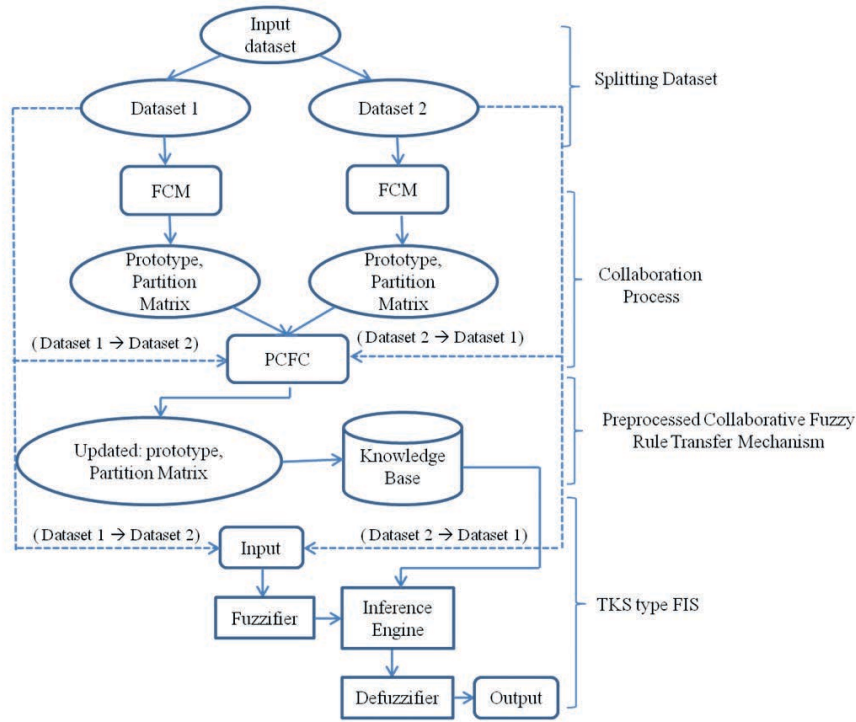 Input
dataset
Splitting Dataset
Dataset 1
Dataset 2
FCM
FCM
Prototype,
Partition
Matrix
Prototype,
Partition
Matrix
Collaboration
Process
( Dataset 1 → Dataset 2)
( Dataset 2 → Dataset 1)
PCFC
Preprocessed Collaborative Fuzzy
Rule Transfer Mechanism
Updated: prototype,
Partition Matrix
Knowledge
Base
( Dataset 1 → Dataset 2)
( Dataset 2 → Dataset 1)
Input
Fuzzifier
Inference
Engine
TKS type FIS
Defuzzifier
Output